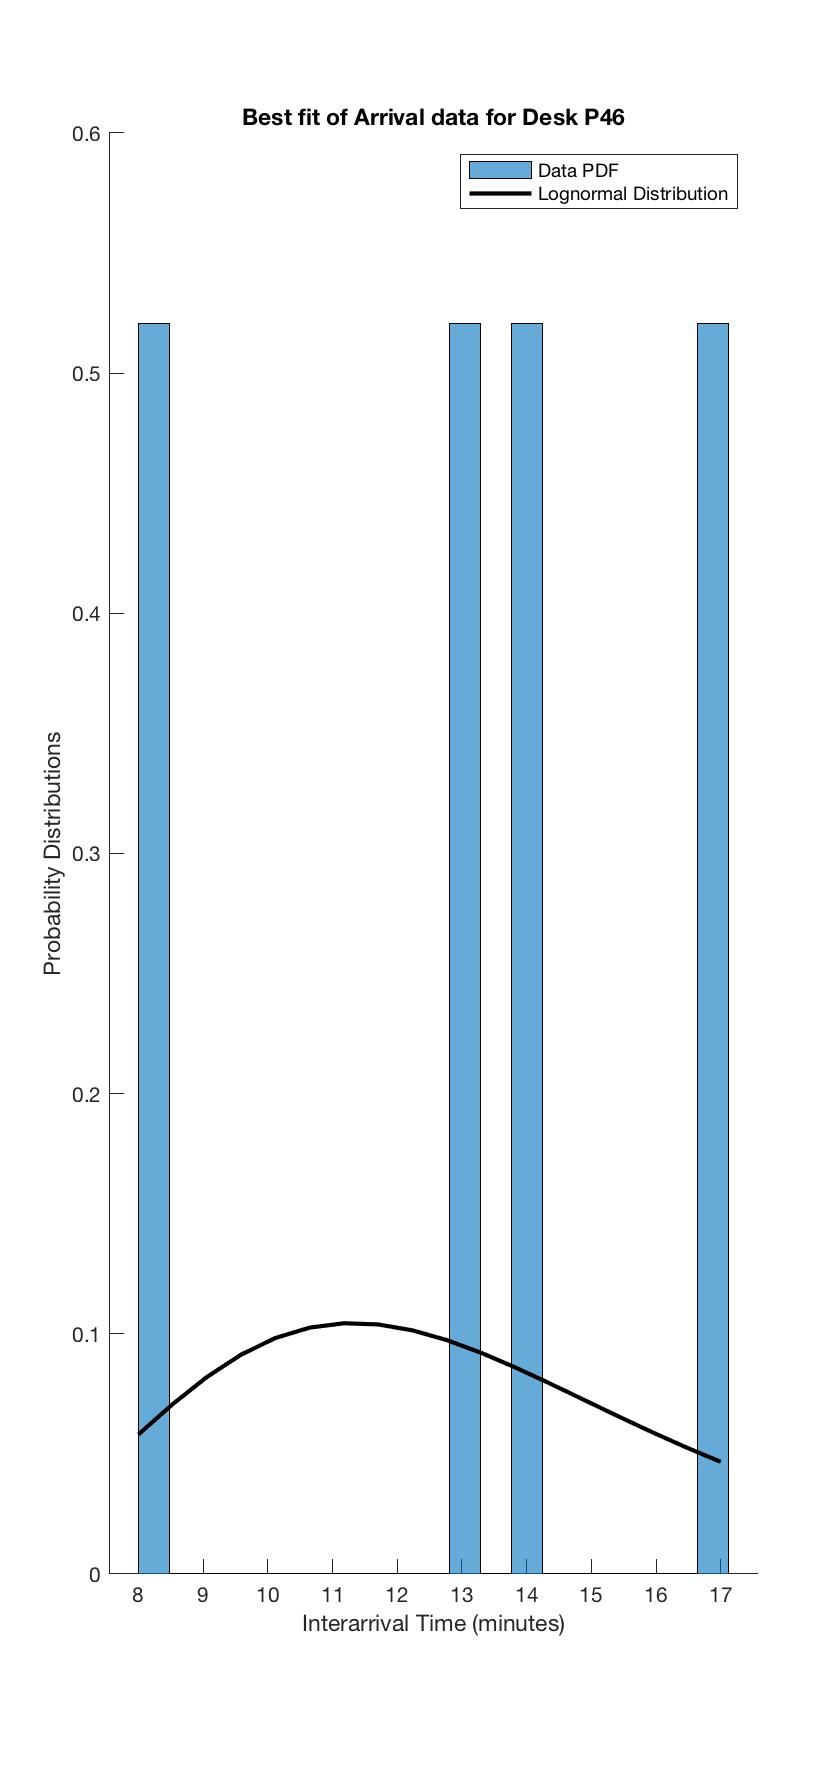 Best fit of Arrival data for Desk P46
0.6
Data PDF
Lognormal Distribution
0.5
0.4
0.3
0.2
0.1
0
Probability Distributions
8 9 10 11 12 13 14 15 16 17
Interarrival Time (minutes)